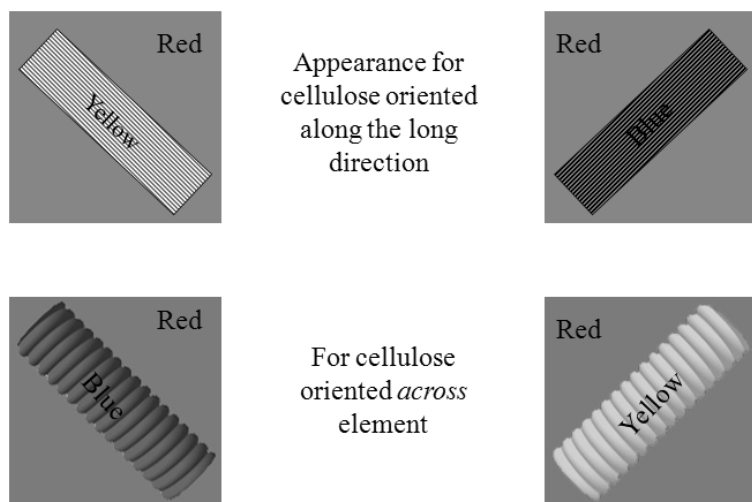 Red
Yellow
Appearance for
cellulose oriented
along the long
direction
Red
Blue
Red
Blue
For cellulose
oriented across
element
Red
Yellow